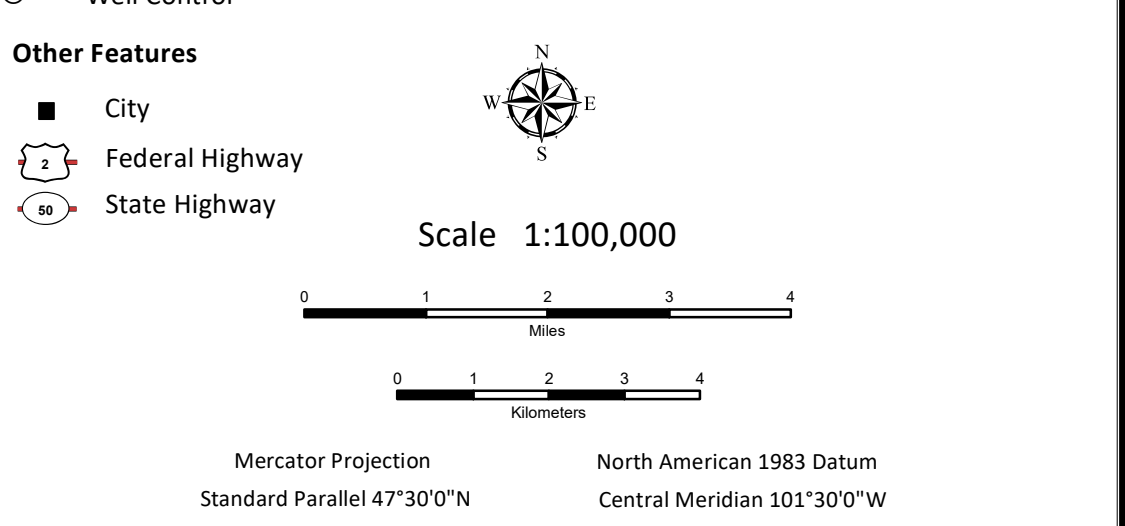 Well Control
Other Features
N
W E
S
City
2 Federal Highway
50 State Highway
Scale 1:100,000
0 1 2 3 4
Miles
0 1 2 3 4
Kilometers
Mercator Projection North American 1983 Datum
Standard Parallel 47°30'0"N Central Meridian 101°30'0"W